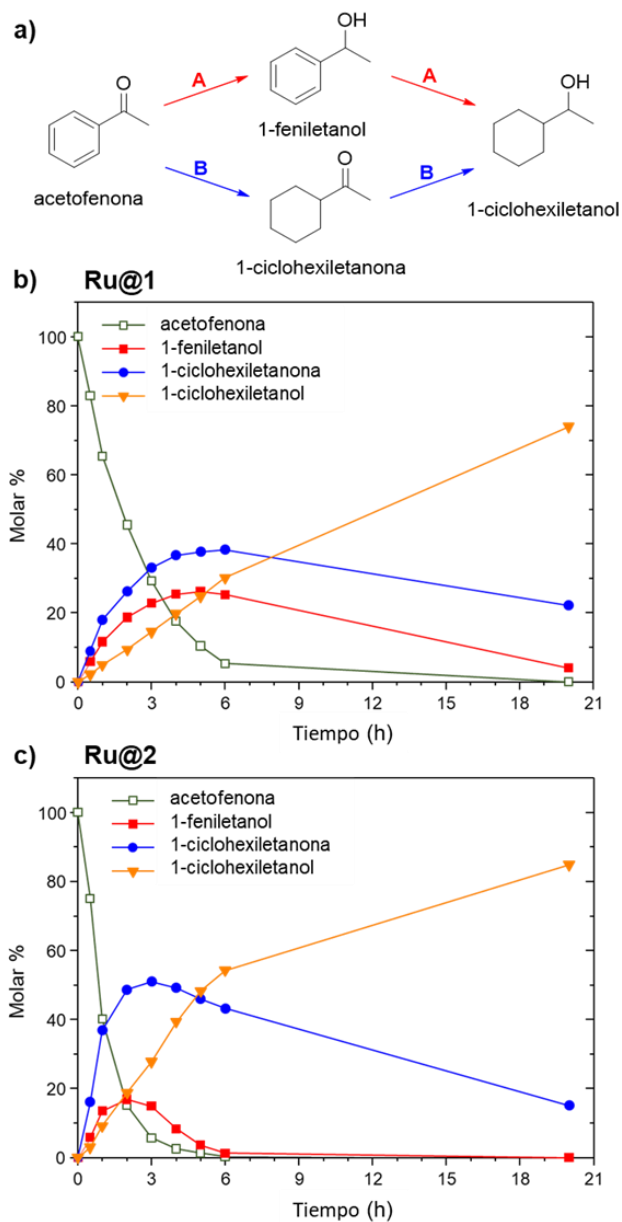 a)
OH
A
A
O
1-feniletanol
OH
acetofenona
B
O
B
1-ciclohexiletanol
1-ciclohexiletanona
b) Ru@1
acetofenona
1-feniletanol
1-ciclohexiletanona
1-ciclohexiletanol
Molar %
100
80
60
40
20
0
0 3 6 9 12 15 18 21
Tiempo (h)
c) Ru@2
acetofenona
1-feniletanol
1-ciclohexiletanona
1-ciclohexiletanol
Molar %
100
80
60
40
20
0
0 3 6 9 12 15 18 21
Tiempo (h)